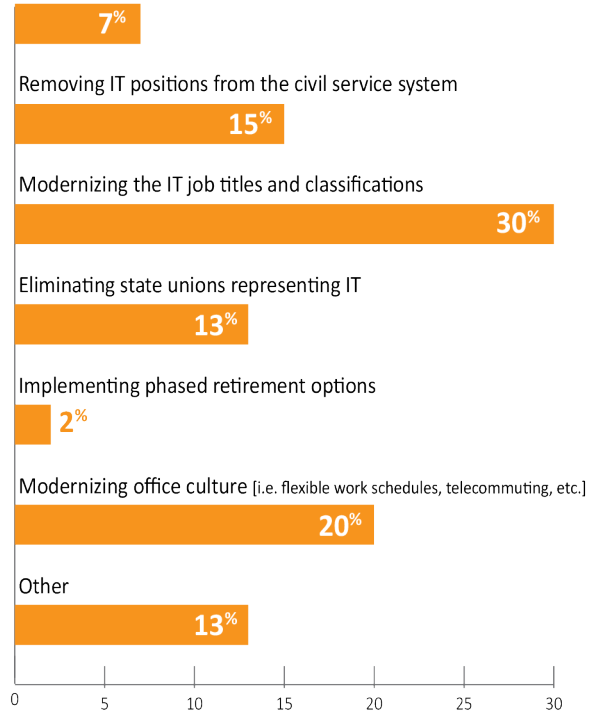 7%
Removing IT positions from the civil service system
15%
Modernizing the IT job titles and classifications
30%
Eliminating state unions representing IT
13%
Implementing phased retirement options
2%
Modernizing office culture [i.e. flexible work schedules, telecommuting, etc.]
20%
Other
13%
0 5 10 15 20 25 30